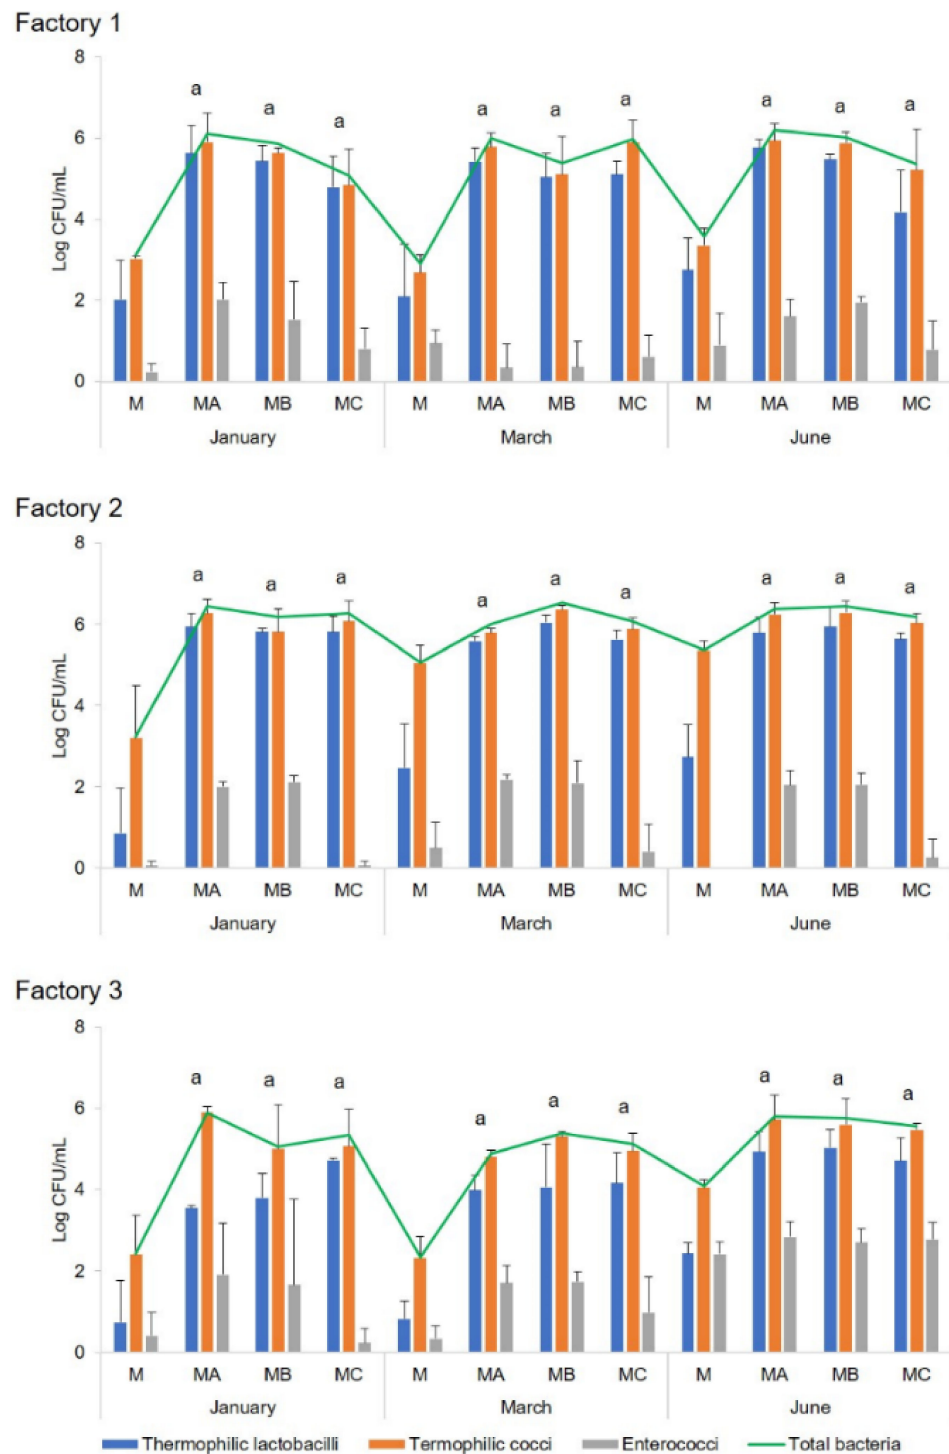 Factory 1
8
a a a a a a a a a
6
4
2
0
Log CFU/mL
M MA MB MC M MA MB MC M MA MB MC
January March June
Factory 2
8
a a a a a a a a a
6
4
2
0
Log CFU/mL
M MA MB MC M MA MB MC M MA MB MC
January March June
Factory 3
8
a a a a a a a a a
6
4
2
0
Log CFU/mL
M MA MB MC M MA MB MC M MA MB MC
January March June
Thermophilic lactobacilli Termophilic cocci Enterococci Total bacteria